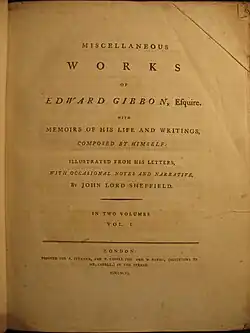 MISCELLANEOUS
WORKS
OF
EDWARD GIBBON, Esquire.
WITH
MEMOIRS OF HIS LIFE AND WRITINGS,
COMPOSED BY HIMSELF:
ILLUSTRATED FROM HIS LETTERS,
WITH OCCASIONAL NOTES AND NARRATIVE,
By JOHN LORD SHEFFIELD.
IN TWO VOLUMES
VOL. I.
LONDON:
PRINTED FOR A. STRAHAN, AND T. CADELL JUN. AND W. DAVIES, (SUCCESSORS TO
MR. CADELL) IN THE STRAND.